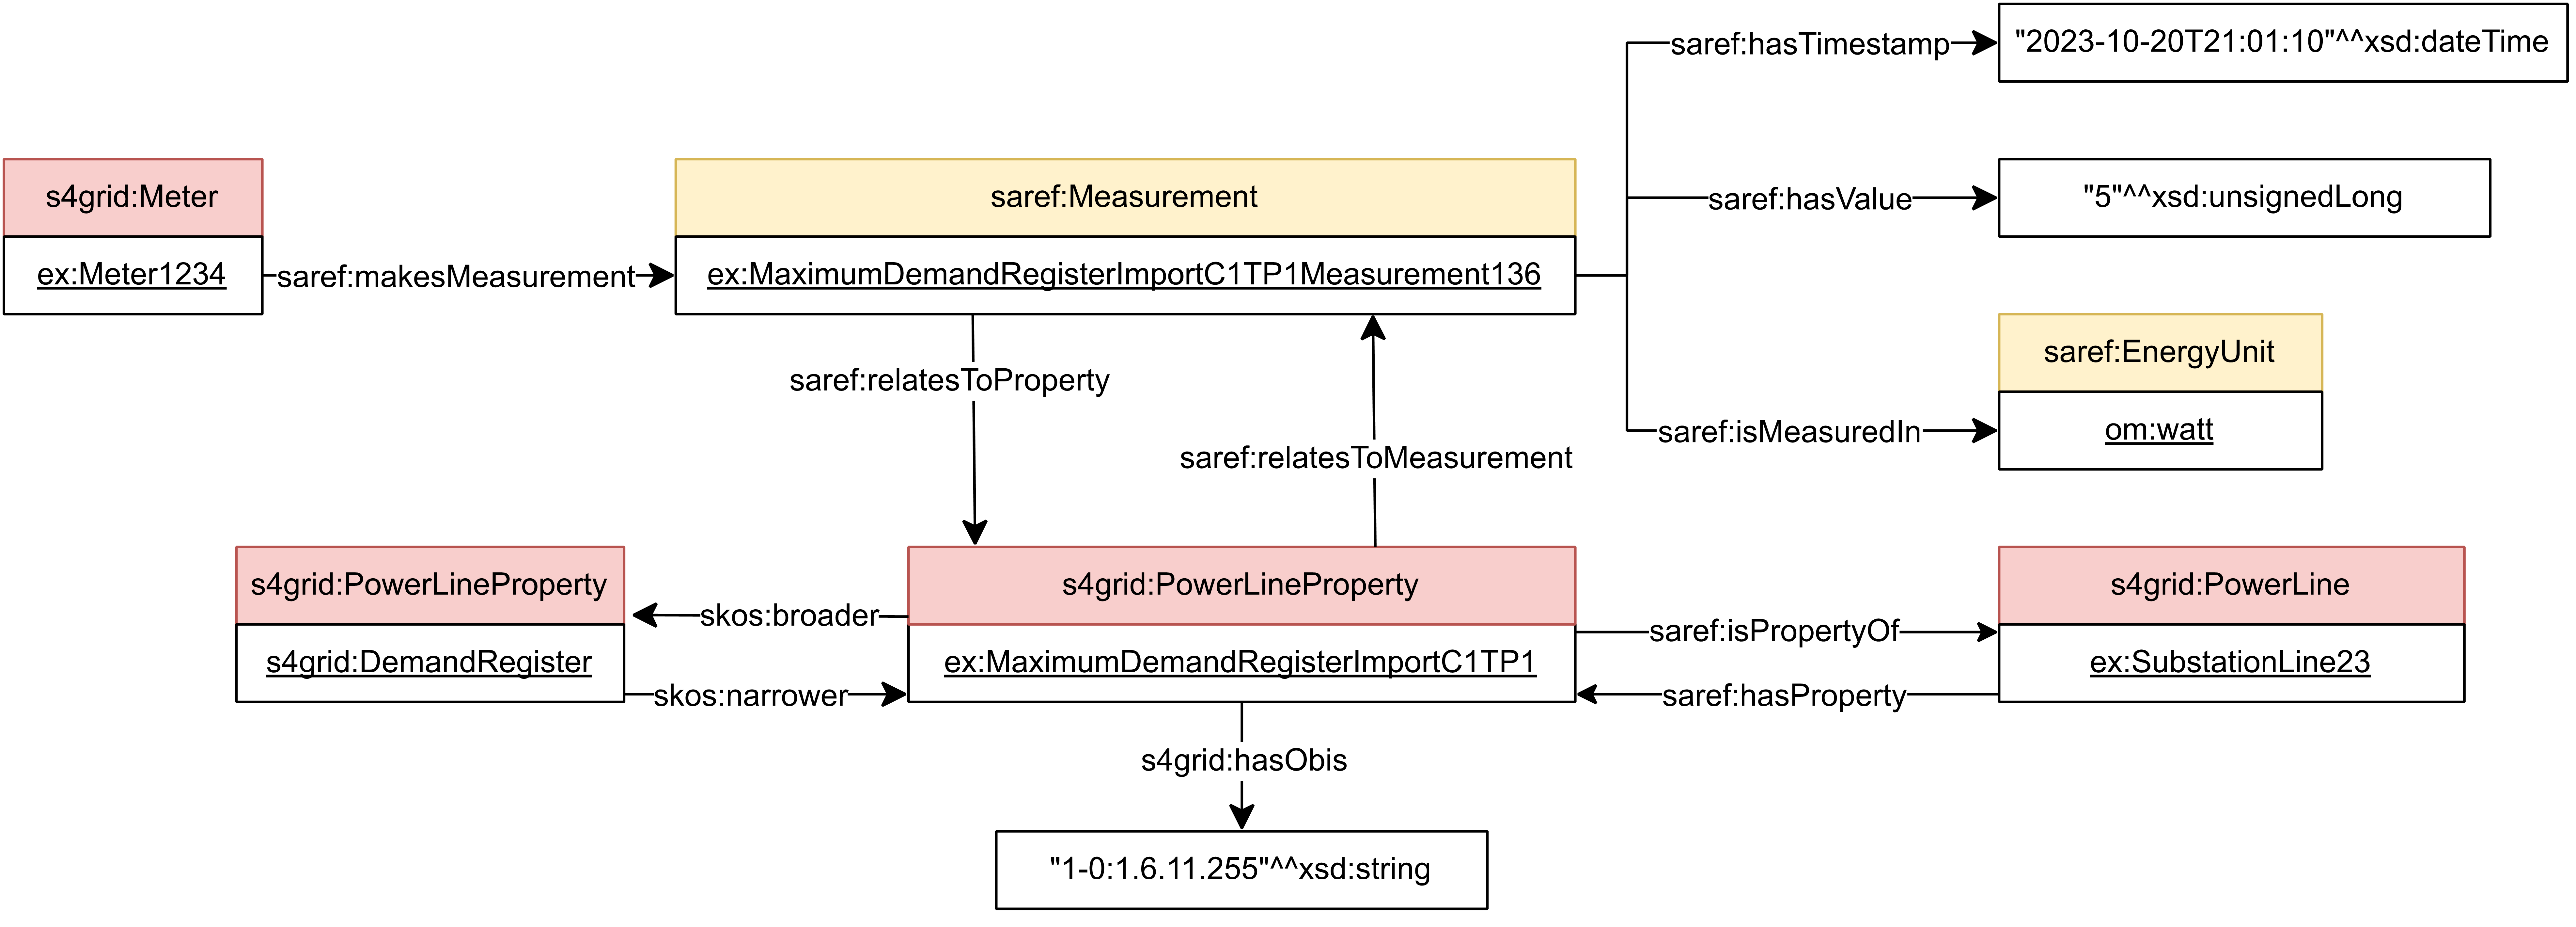 saref:hasTimestamp
"2023-10-20T21:01:10"^^xsd:dateTime
s4grid:Meter
saref:Measurement
saref:hasValue
"5"^^xsd:unsignedLong
ex:Meter1234
saref:makesMeasurement
ex:MaximumDemandRegisterImportC1TP1Measurement136
saref:EnergyUnit
saref:relatesToProperty
saref:isMeasuredIn
om:watt
saref:relatesToMeasurement
s4grid:PowerLineProperty
s4grid:PowerLineProperty
s4grid:PowerLine
skos:broader
saref:isPropertyOf
s4grid:DemandRegister
ex:MaximumDemandRegisterImportC1TP1
ex:SubstationLine23
skos:narrower
saref:hasProperty
s4grid:hasObis
"1-0:1.6.11.255"^^xsd:string